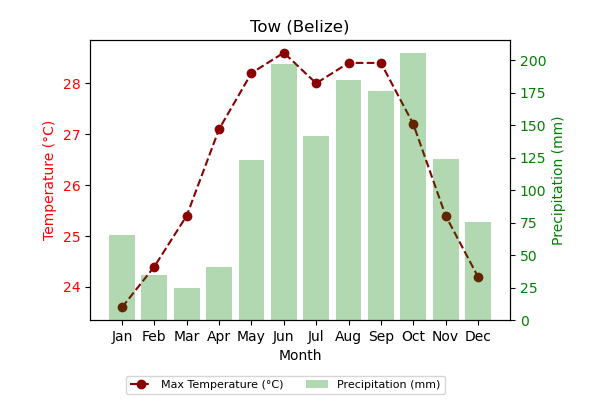 Tow (Belize)
Temperature (°C)
28
27
26
25
24
200
175
150
125
100
75
50
25
0
Precipitation (mm)
Jan Feb Mar Apr May Jun Jul Aug Sep Oct Nov Dec
Month
Max Temperature (°C) Precipitation (mm)